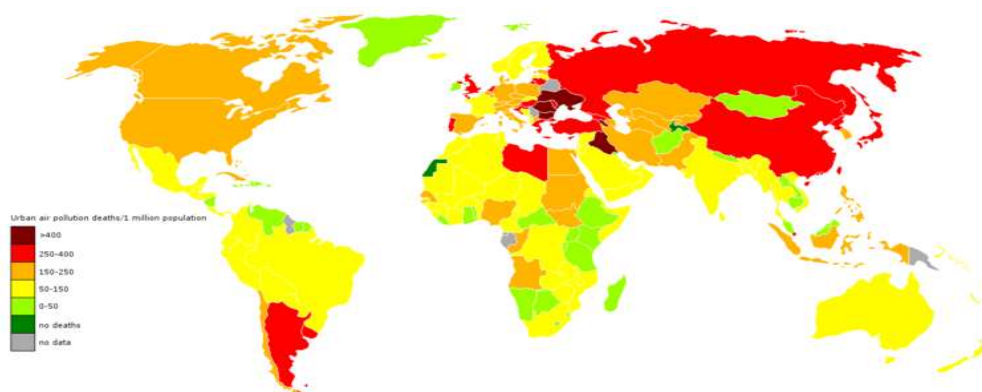 Urban air pollution deaths/1 million population
>400
250-400
150-250
50-150
0-50
no deaths
no data